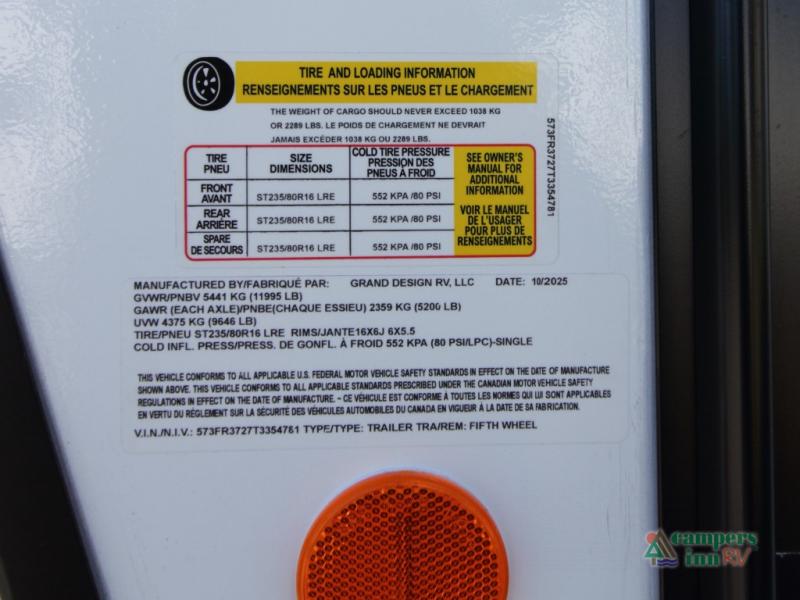 TIRE AND LOADING INFORMATION
RENSEIGNEMENTS SUR LES PNEUS ET LE CHARGEMENT
THE WEIGHT OF CARGO SHOULD NEVER EXCEED 1038 KG
OR 2289 LBS. LE POIDS DE CHARGEMENT NE DEVRAIT
JAMAIS EXCÉDER 1038 KG OU 2289 LBS.
TIRE
PNEU
SIZE
DIMENSIONS
COLD TIRE PRESSURE
PRESSION DES
PNEUS À FROID
SEE OWNER'S
MANUAL FOR
ADDITIONAL
INFORMATION
VOIR LE MANUEL
DE L'USAGER
POUR PLUS DE
RENSEIGNEMENTS
FRONT
AVANT
ST235/80R16 LRE
552 KPA /80 PSI
REAR
ARRIÈRE
ST235/80R16 LRE
552 KPA /80 PSI
SPARE
DE SECOURS
ST235/80R16 LRE
552 KPA /80 PSI
573FR3727T3354781
MANUFACTURED BY/FABRIQUÉ PAR: GRAND DESIGN RV, LLC DATE: 10/2025
GVWR/PNBV 5441 KG (11995 LB)
GAWR (EACH AXLE)/PNBE(CHAQUE ESSIEU) 2359 KG (5200 LB)
UVW 4375 KG (9646 LB)
TIRE/PNEU ST235/80R16 LRE RIMS/JANTE16X6J 6X5.5
COLD INFL. PRESS/PRESS. DE GONFL. À FROID 552 KPA (80 PSI/LPC)-SINGLE
THIS VEHICLE CONFORMS TO ALL APPLICABLE U.S. FEDERAL MOTOR VEHICLE SAFETY STANDARDS IN EFFECT ON THE DATE OF MANUFACTURE
SHOWN ABOVE. THIS VEHICLE CONFORMS TO ALL APPLICABLE STANDARDS PRESCRIBED UNDER THE CANADIAN MOTOR VEHICLE SAFETY
REGULATIONS IN EFFECT ON THE DATE OF MANUFACTURE. - CE VÉHICULE EST CONFORME À TOUTES LES NORMES QUI LUI SONT APPLICABLES
EN VERTU DU RÈGLEMENT SUR LA SÉCURITÉ DES VÉHICULES AUTOMOBILES DU CANADA EN VIGUEUR À LA DATE DE SA FABRICATION.
V.I.N./N.I.V.: 573FR3727T3354781 TYPE/TYPE: TRAILER TRA/REM: FIFTH WHEEL
campers
inn RV